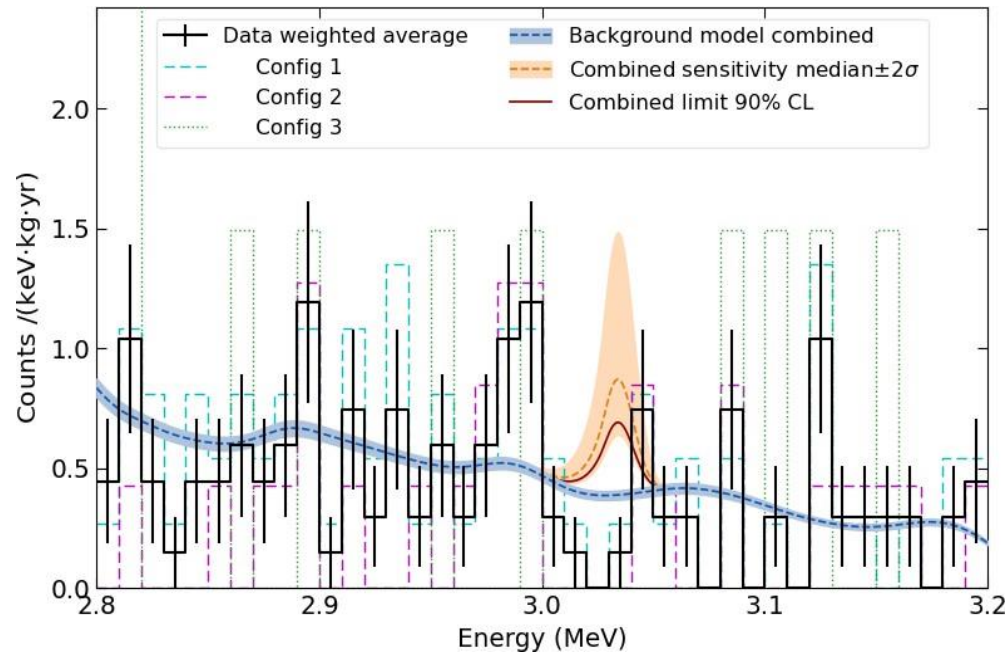 Data weighted average
Config 1
Config 2
Config 3
Background model combined
Combined sensitivity median±2σ
Combined limit 90% CL
Counts /(keV·kg·yr)
2.0
1.5
1.0
0.5
0.0
2.8 2.9 3.0 3.1 3.2
Energy (MeV)